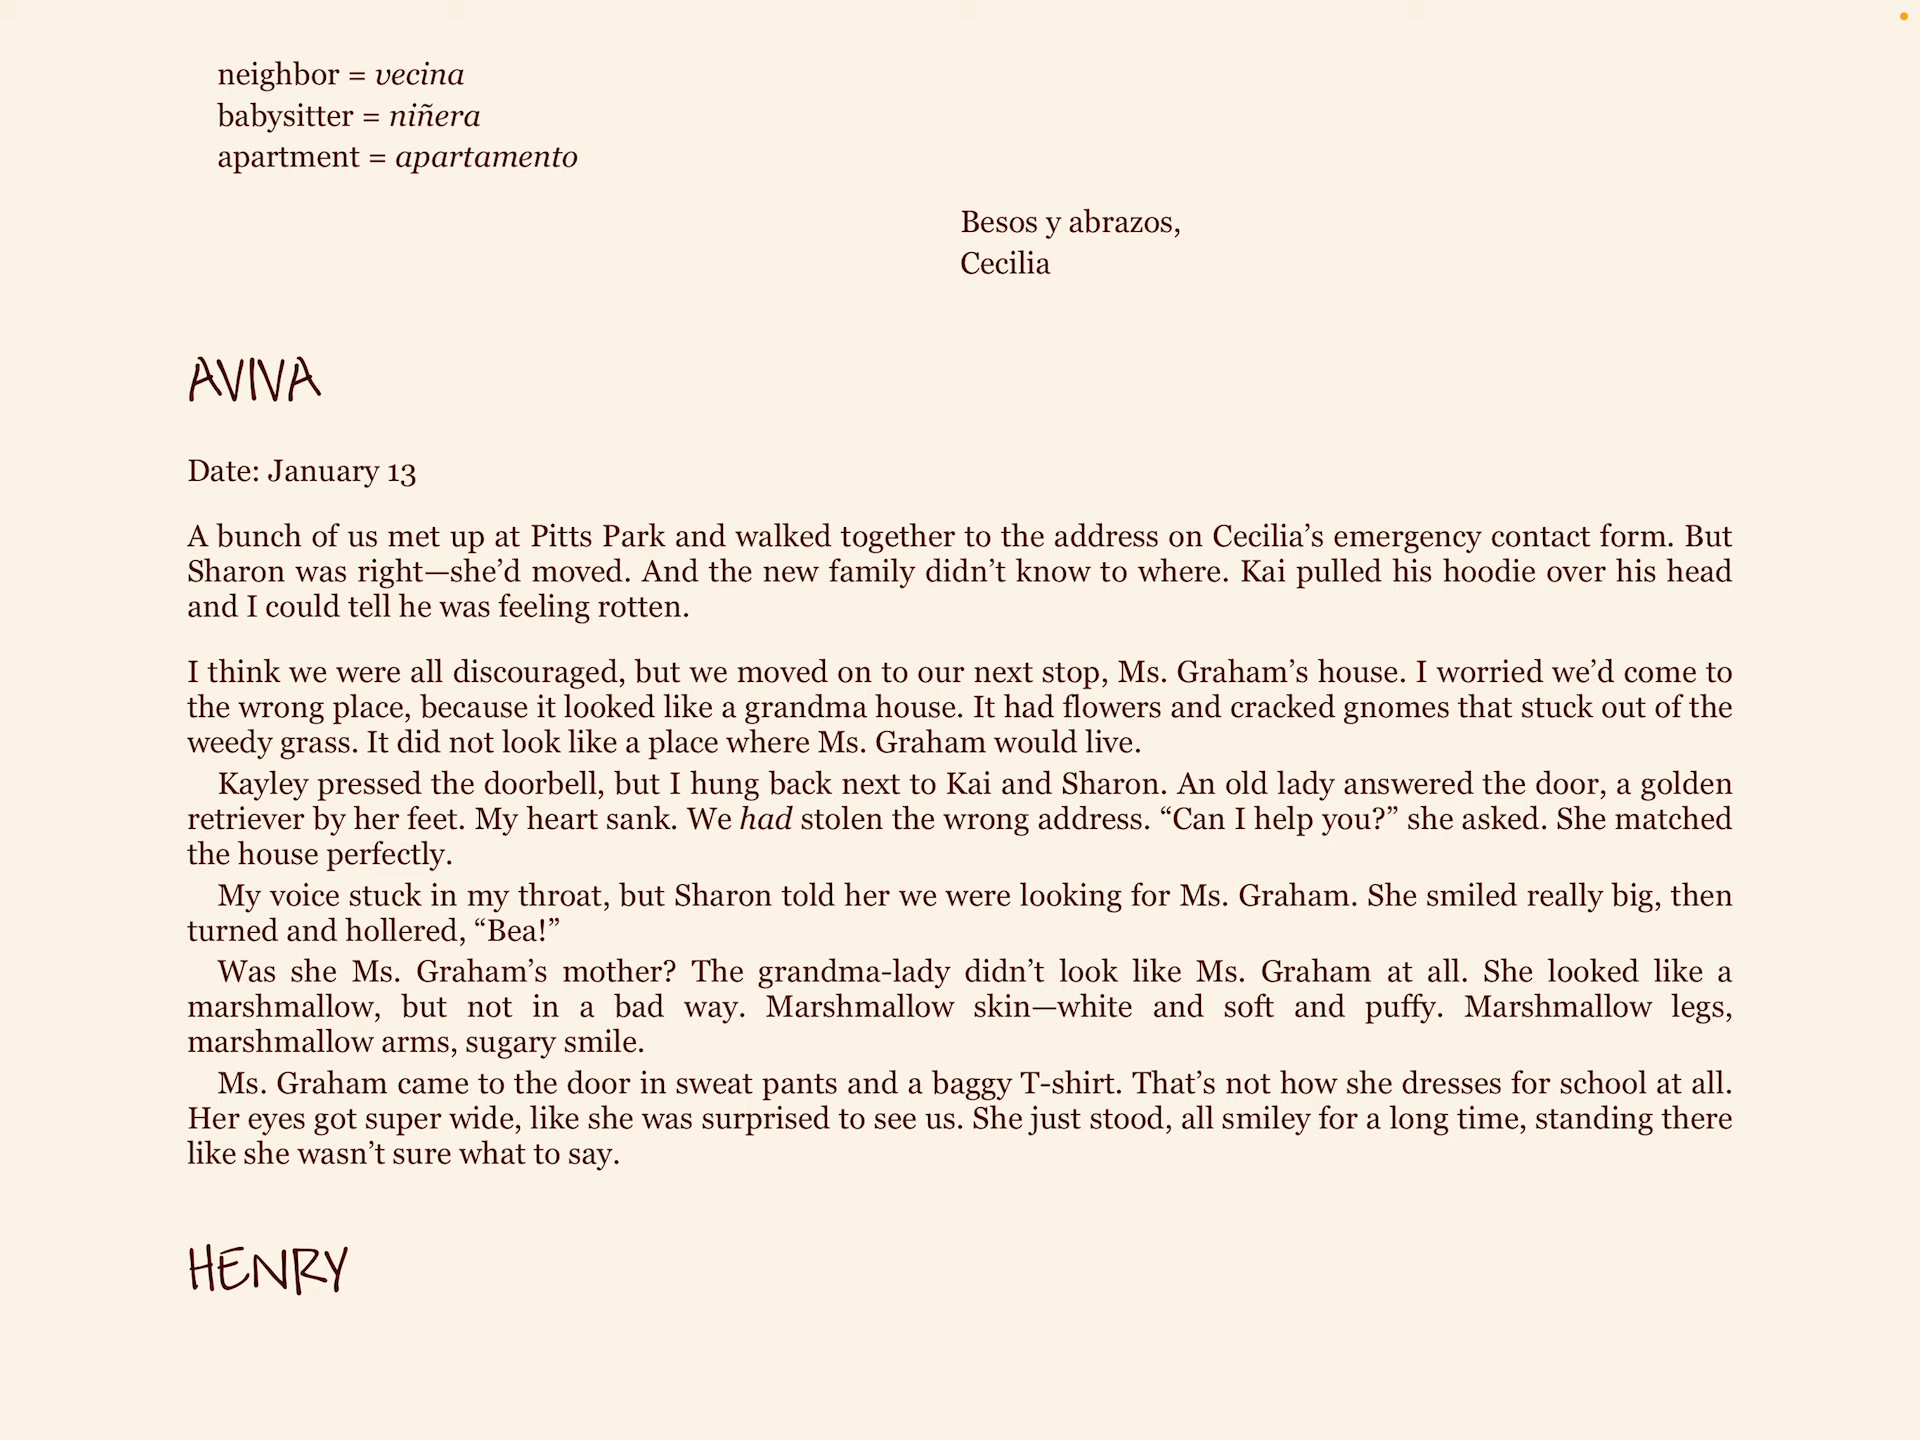 neighbor = vecina
babysitter = niñera
apartment = apartamento
Besos y abrazos,
Cecilia
AVIVA
Date: January 13
A bunch of us met up at Pitts Park and walked together to the address on Cecilia’s emergency contact form. But
Sharon was right—she’d moved. And the new family didn’t know to where. Kai pulled his hoodie over his head
and I could tell he was feeling rotten.
I think we were all discouraged, but we moved on to our next stop, Ms. Graham’s house. I worried we’d come to
the wrong place, because it looked like a grandma house. It had flowers and cracked gnomes that stuck out of the
weedy grass. It did not look like a place where Ms. Graham would live.
Kayley pressed the doorbell, but I hung back next to Kai and Sharon. An old lady answered the door, a golden
retriever by her feet. My heart sank. We had stolen the wrong address. “Can I help you?” she asked. She matched
the house perfectly.
My voice stuck in my throat, but Sharon told her we were looking for Ms. Graham. She smiled really big, then
turned and hollered, “Bea!”
Was she Ms. Graham’s mother? The grandma-lady didn’t look like Ms. Graham at all. She looked like a
marshmallow, but not in a bad way. Marshmallow skin—white and soft and puffy. Marshmallow legs,
marshmallow arms, sugary smile.
Ms. Graham came to the door in sweat pants and a baggy T-shirt. That’s not how she dresses for school at all.
Her eyes got super wide, like she was surprised to see us. She just stood, all smiley for a long time, standing there
like she wasn’t sure what to say.
HENRY